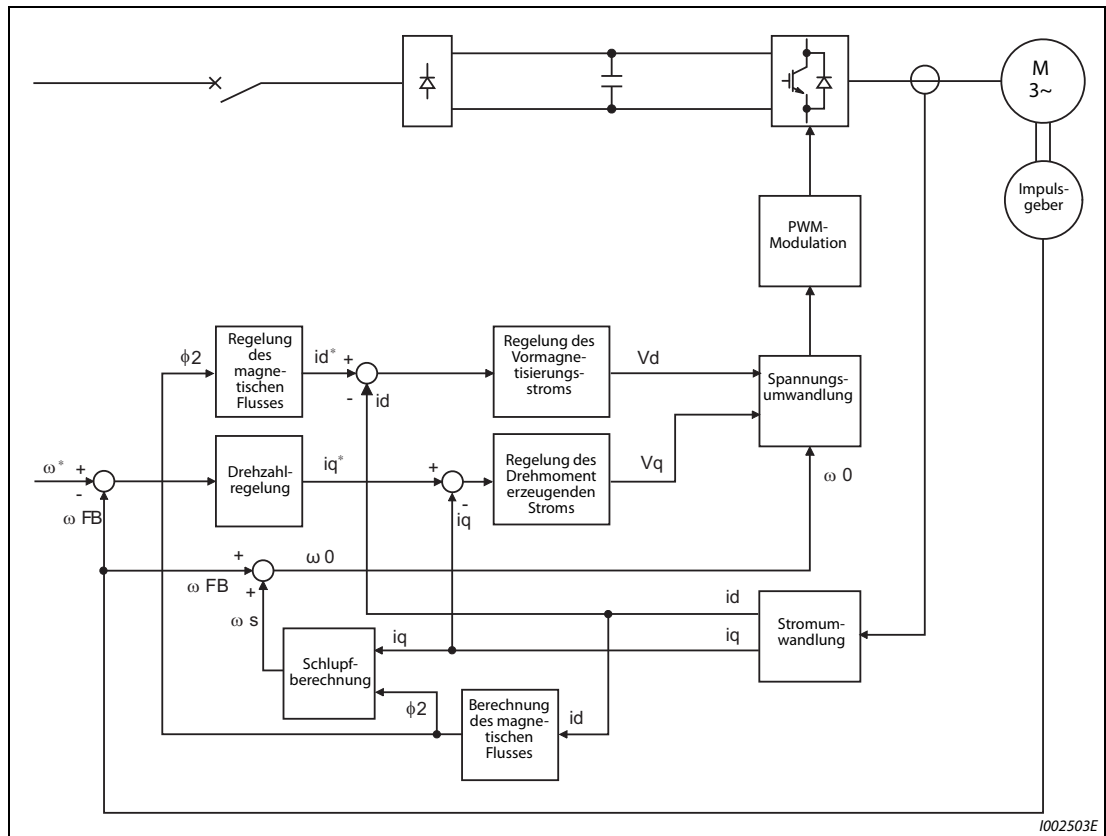 M
3~
Impuls-
geber
PWM-
Modulation
ϕ2
Regelung
des
magne-
tischen
Flusses
id*
+
-
id
Regelung des
Vormagne-
tisierungs-
stroms
Vd
Spannungs-
umwandlung
ω*
+
-
ω FB
Drehzahl-
regelung
iq*
+
-
iq
Regelung des
Drehmoment
erzeugenden
Stroms
Vq
ω 0
+
ω FB
+
ω s
ω 0
id
iq
Stromum-
wandlung
iq
Schlupf-
berechnung
ϕ2
Berechnung
des magne-
tischen
Flusses
id
I002503E